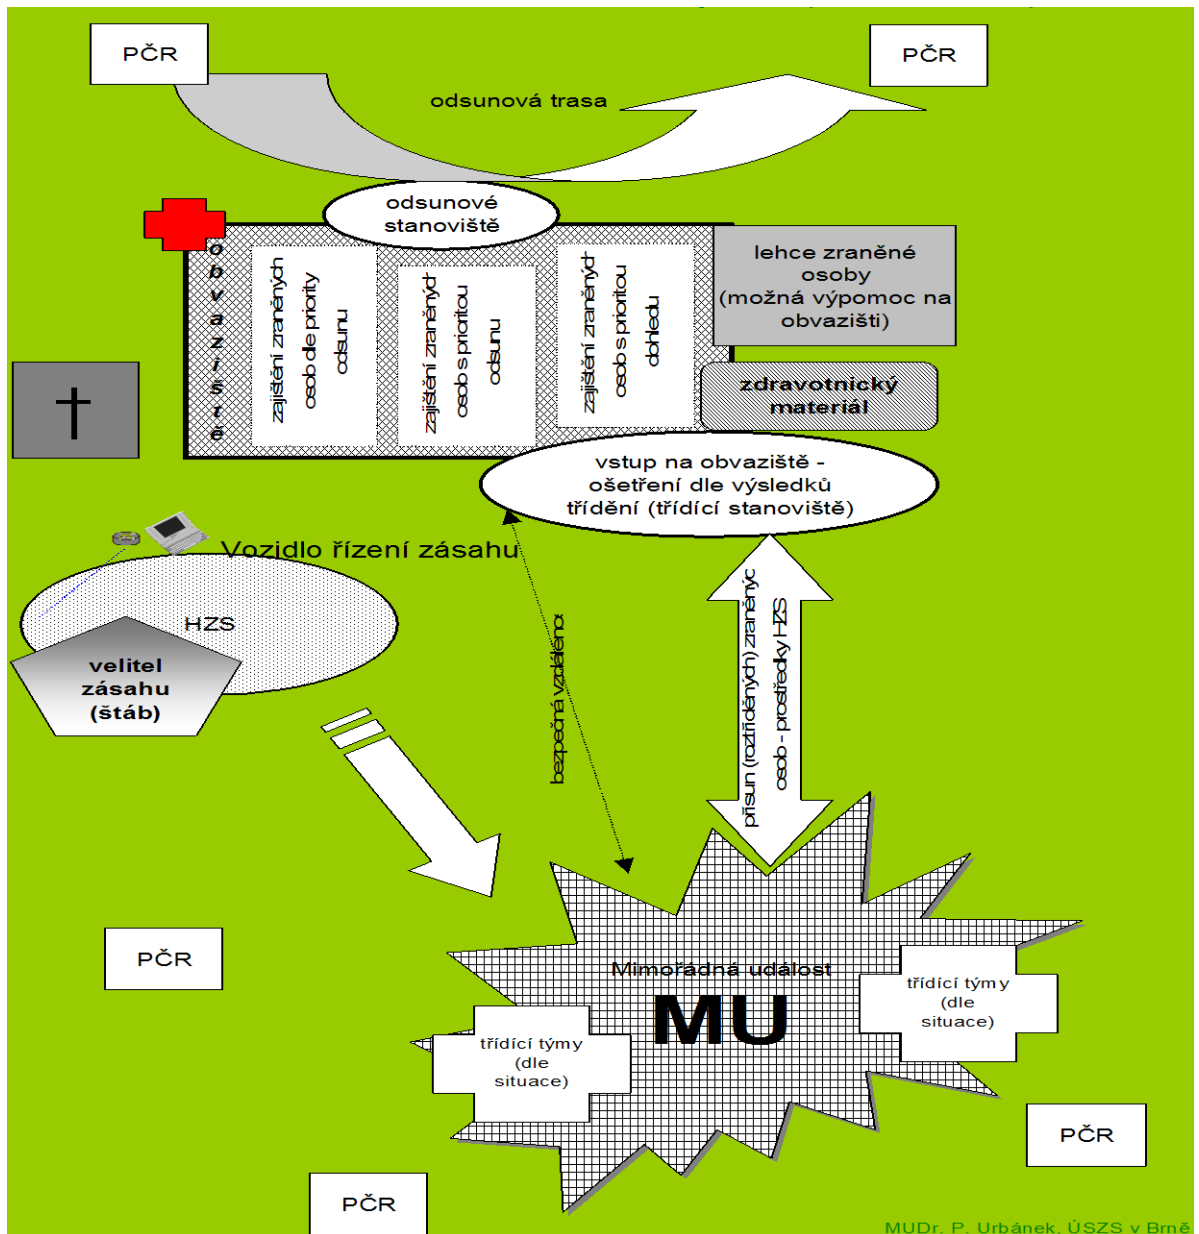 PČR
PČR
odsunová trasa
odsunové
stanoviště
obvaziště
zajištění zraněných
osob dle priority
odsunu
zajištění zraněných
osob s prioritou
odsunu
zajištění zraněných
osob s prioritou
dohledu
lehce zraněné
osoby
(možná výpomoc na
obvazišti)
zdravotnický
materiál
vstup na obvaziště -
ošetření dle výsledků
třídění (třídící stanoviště)
Vozidlo řízení zásahu
HZS
velitel
zásahu
(štáb)
bezpečná vzdáleno
přísun (roztříděných) zraněnýc
osob - prostředky HZS
PČR
Mimořádná událost
MU
třídící týmy
(dle
situace)
třídící týmy
(dle
situace)
PČR
PČR
MUDr. P. Urbánek, ÚSZS v Brně